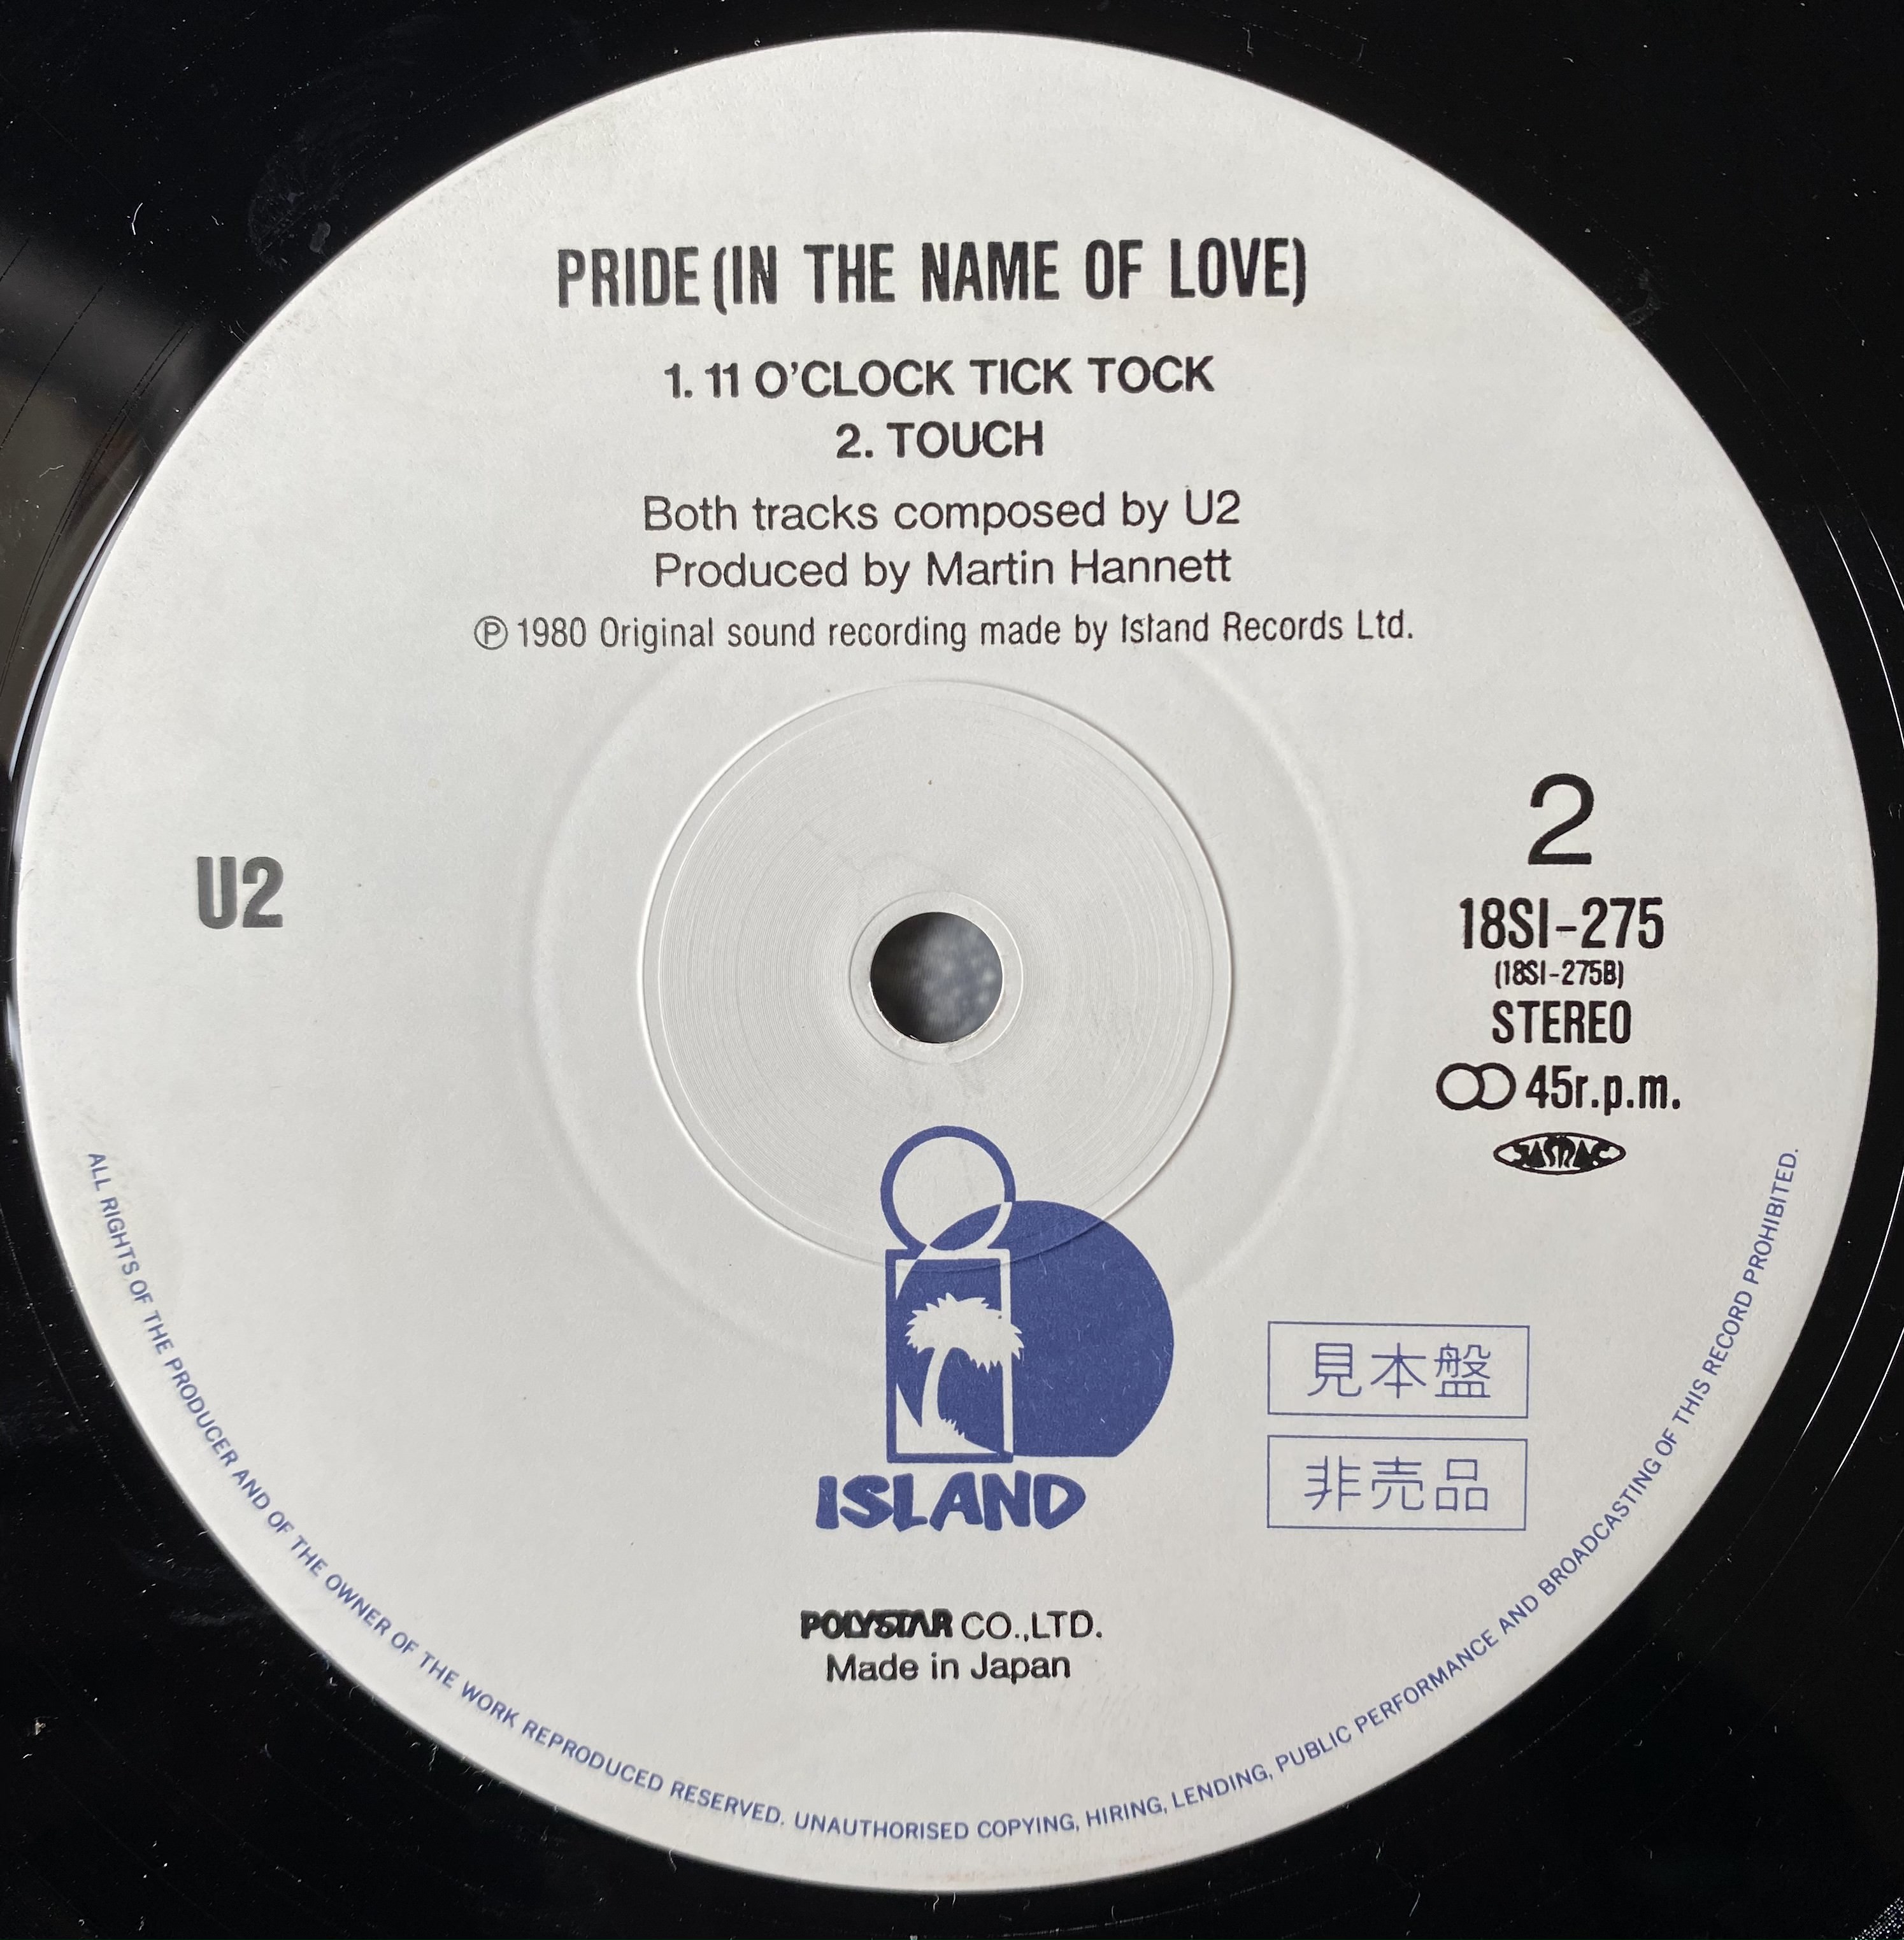 PRIDE (IN THE NAME OF LOVE)
1. 11 O'CLOCK TICK TOCK
2. TOUCH
Both tracks composed by U2
Produced by Martin Hannett
Ⓟ 1980 Original sound recording made by Island Records Ltd.
U2
2
18SI-275
(18SI-275B)
STEREO
45r.p.m.
JASRAC
見本盤
非売品
ISLAND
POLYSTAR CO.,LTD.
Made in Japan
ALL RIGHTS OF THE PRODUCER AND OF THE OWNER OF THE WORK REPRODUCED RESERVED. UNAUTHORISED COPYING, HIRING, LENDING, PUBLIC PERFORMANCE AND BROADCASTING OF THIS RECORD PROHIBITED.